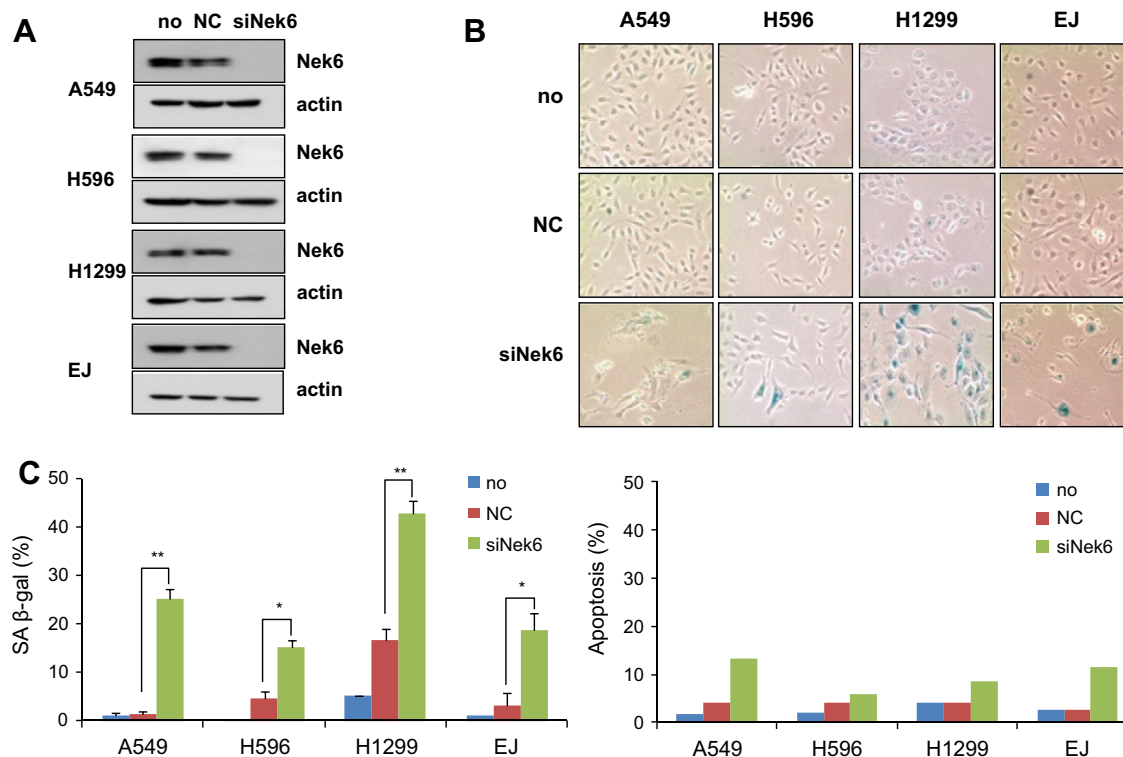 A
no NC siNek6
A549
Nek6
actin
H596
Nek6
actin
H1299
Nek6
actin
EJ
Nek6
actin
B
A549 H596 H1299 EJ
no
NC
siNek6
C
SA β-gal (%)
50
40
30
20
10
0
**
*
**
*
no
NC
siNek6
A549 H596 H1299 EJ
Apoptosis (%)
50
40
30
20
10
0
no
NC
siNek6
A549 H596 H1299 EJ